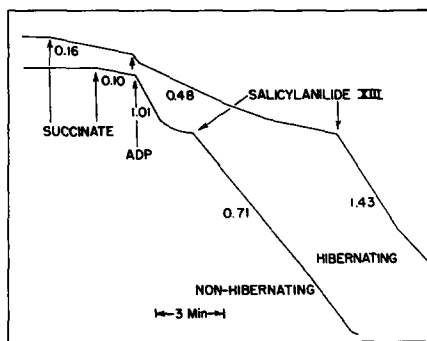 0.16
0.10
0.48
SALICYLANILIDE XIII
SUCCINATE
1.01
ADP
0.71
1.43
HIBERNATING
NON-HIBERNATING
3 Min